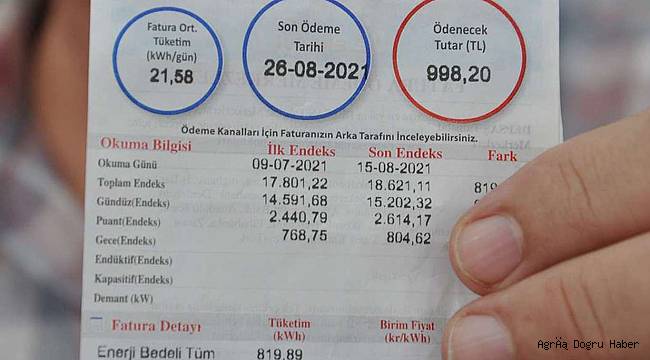 Fatura Ort.
Tüketim
(kWh/gün)
21,58
Son Ödeme
Tarihi
26-08-2021
Ödenecek
Tutar (TL)
998,20
Ödeme Kanalları İçin Faturanızın Arka Tarafını İnceleyebilirsiniz.
Okuma Bilgisi İlk Endeks Son Endeks Fark
Okuma Günü 09-07-2021 15-08-2021
Toplam Endeks 17.801,22 18.621,11 819
Gündüz(Endeks) 14.591,68 15.202,32
Puant(Endeks) 2.440,79 2.614,17
Gece(Endeks) 768,75 804,62
Endüktif(Endeks)
Kapasitif(Endeks)
Demant (kW)
Fatura Detayı Tüketim (kWh) Birim Fiyat (kr/kWh)
Enerji Bedeli Tüm 819,89
AgrÄ±a Dogru Haber